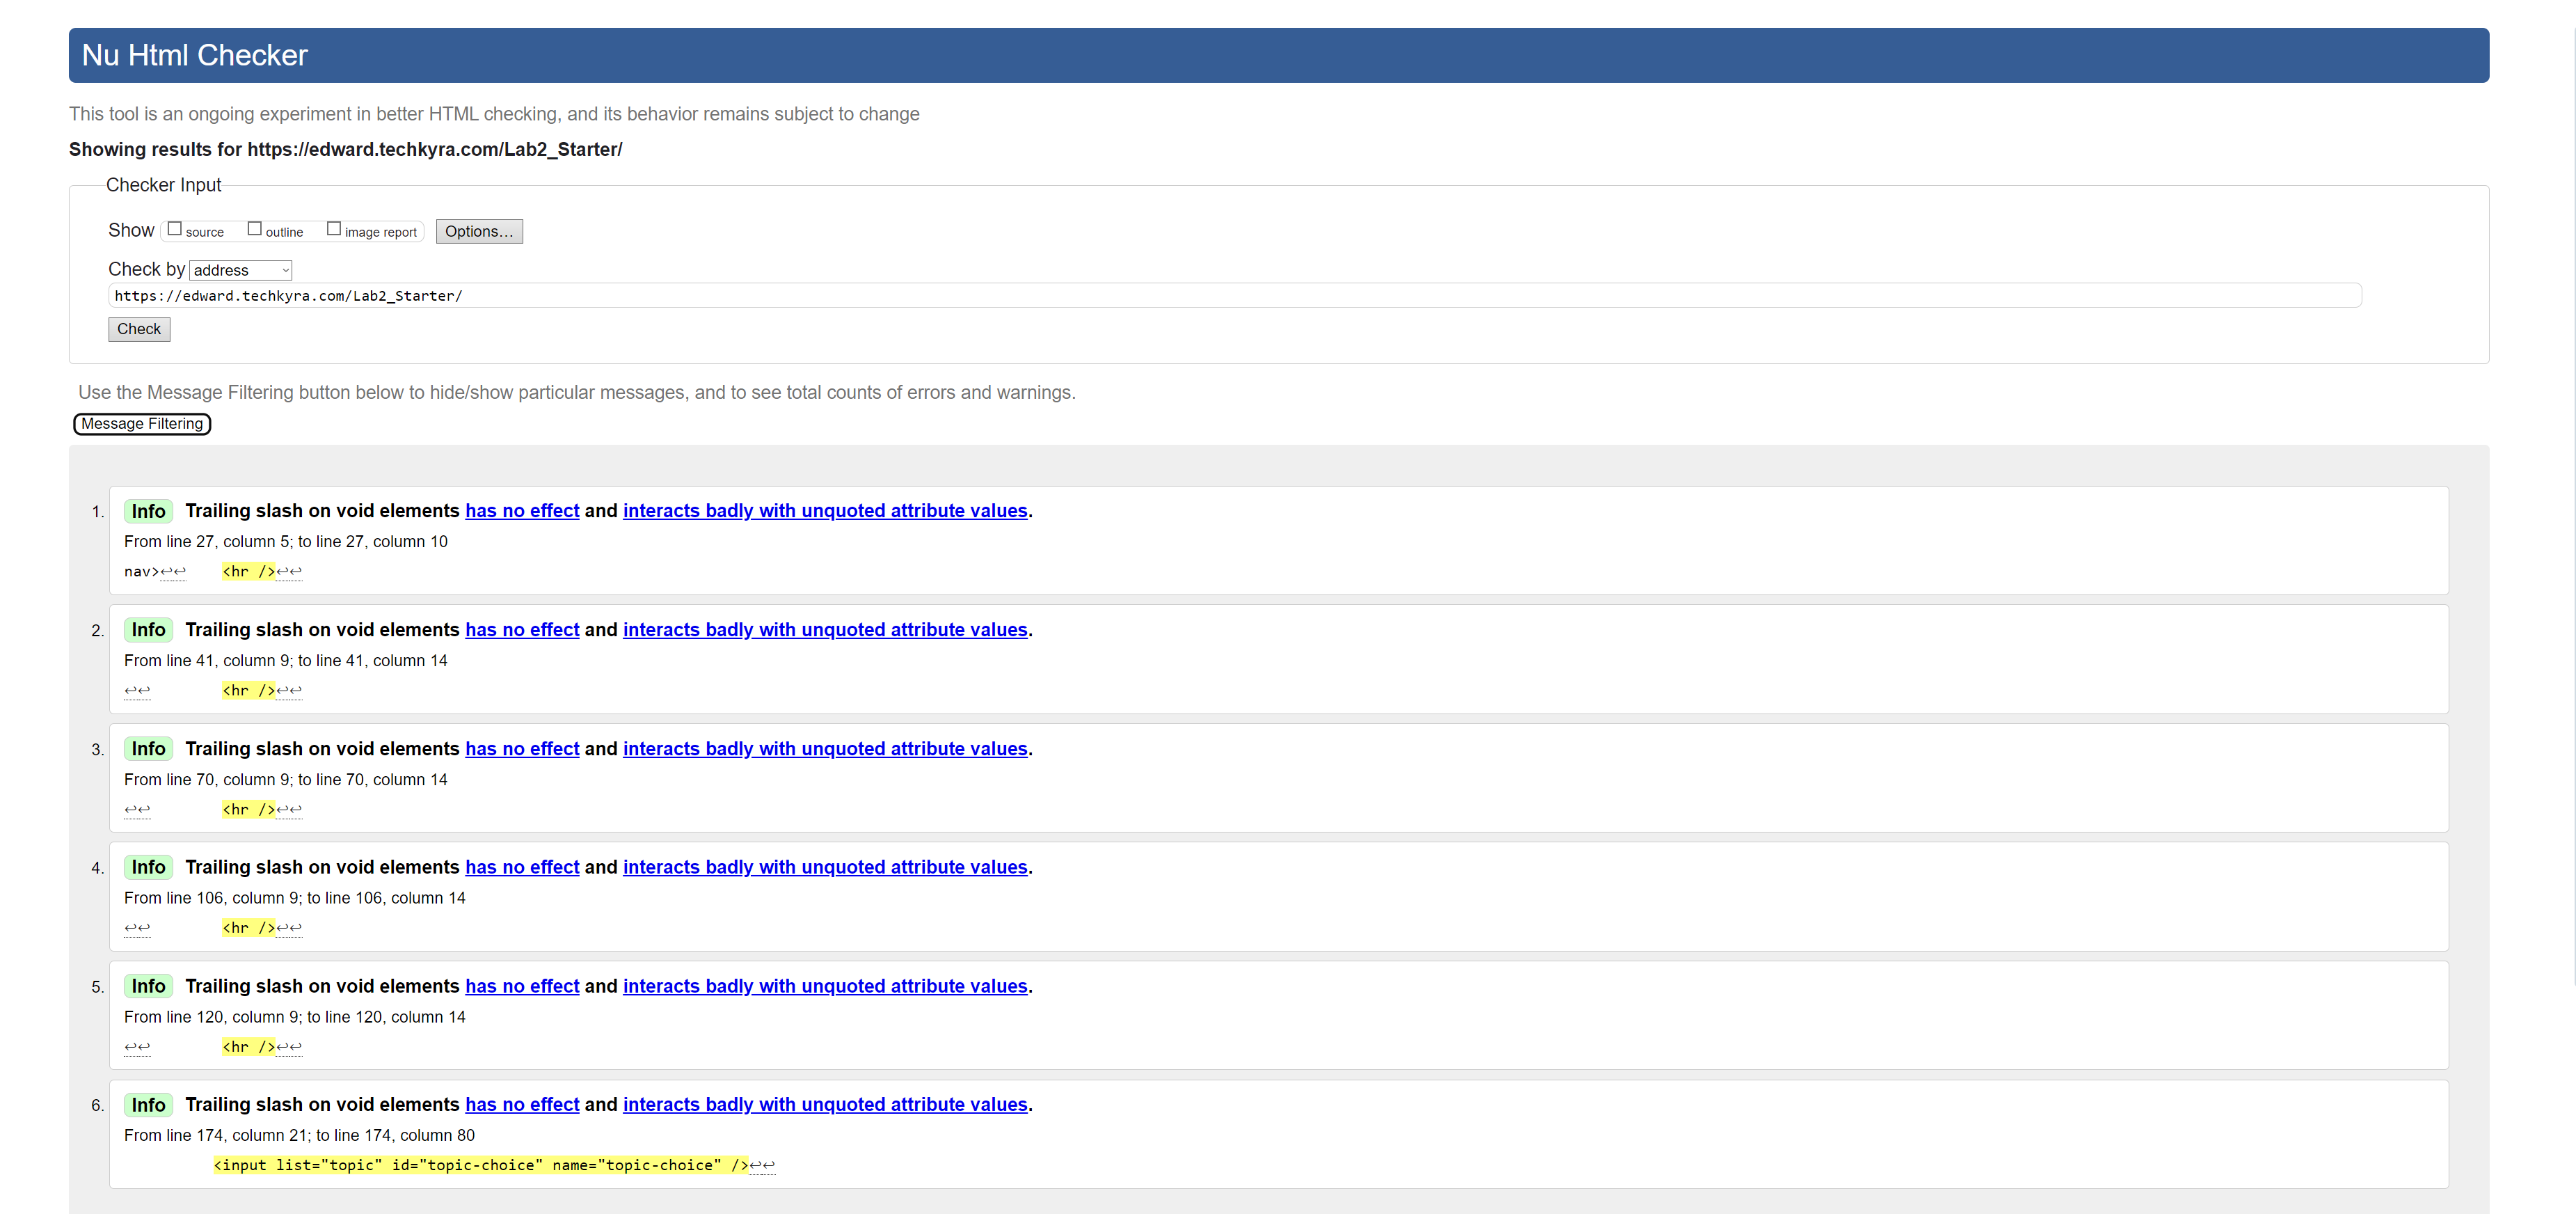 Nu Html Checker
This tool is an ongoing experiment in better HTML checking, and its behavior remains subject to change
Showing results for https://edward.techkyra.com/Lab2_Starter/
Checker Input
Show source outline image report Options...
Check by address
https://edward.techkyra.com/Lab2_Starter/
Check
Use the Message Filtering button below to hide/show particular messages, and to see total counts of errors and warnings.
Message Filtering
1. Info Trailing slash on void elements has no effect and interacts badly with unquoted attribute values.
From line 27, column 5; to line 27, column 10
nav>↩↩ <hr />↩↩
2. Info Trailing slash on void elements has no effect and interacts badly with unquoted attribute values.
From line 41, column 9; to line 41, column 14
↩↩ <hr />↩↩
3. Info Trailing slash on void elements has no effect and interacts badly with unquoted attribute values.
From line 70, column 9; to line 70, column 14
↩↩ <hr />↩↩
4. Info Trailing slash on void elements has no effect and interacts badly with unquoted attribute values.
From line 106, column 9; to line 106, column 14
↩↩ <hr />↩↩
5. Info Trailing slash on void elements has no effect and interacts badly with unquoted attribute values.
From line 120, column 9; to line 120, column 14
↩↩ <hr />↩↩
6. Info Trailing slash on void elements has no effect and interacts badly with unquoted attribute values.
From line 174, column 21; to line 174, column 80
<input list="topic" id="topic-choice" name="topic-choice" />↩↩